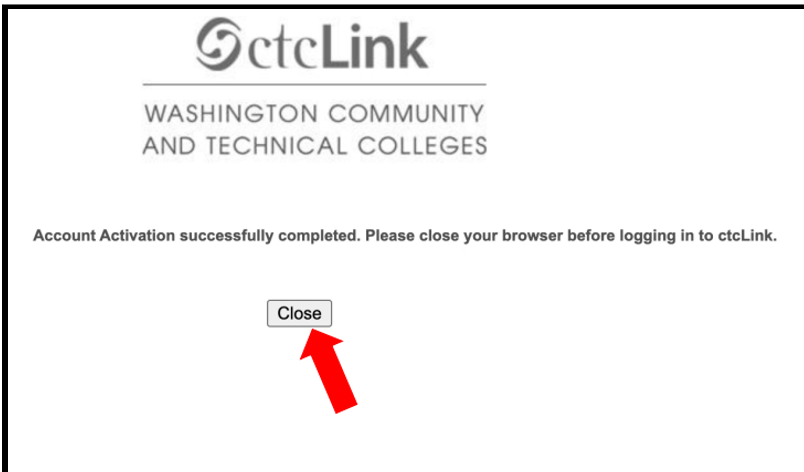 ctcLink
WASHINGTON COMMUNITY
AND TECHNICAL COLLEGES
Account Activation successfully completed. Please close your browser before logging in to ctcLink.
Close